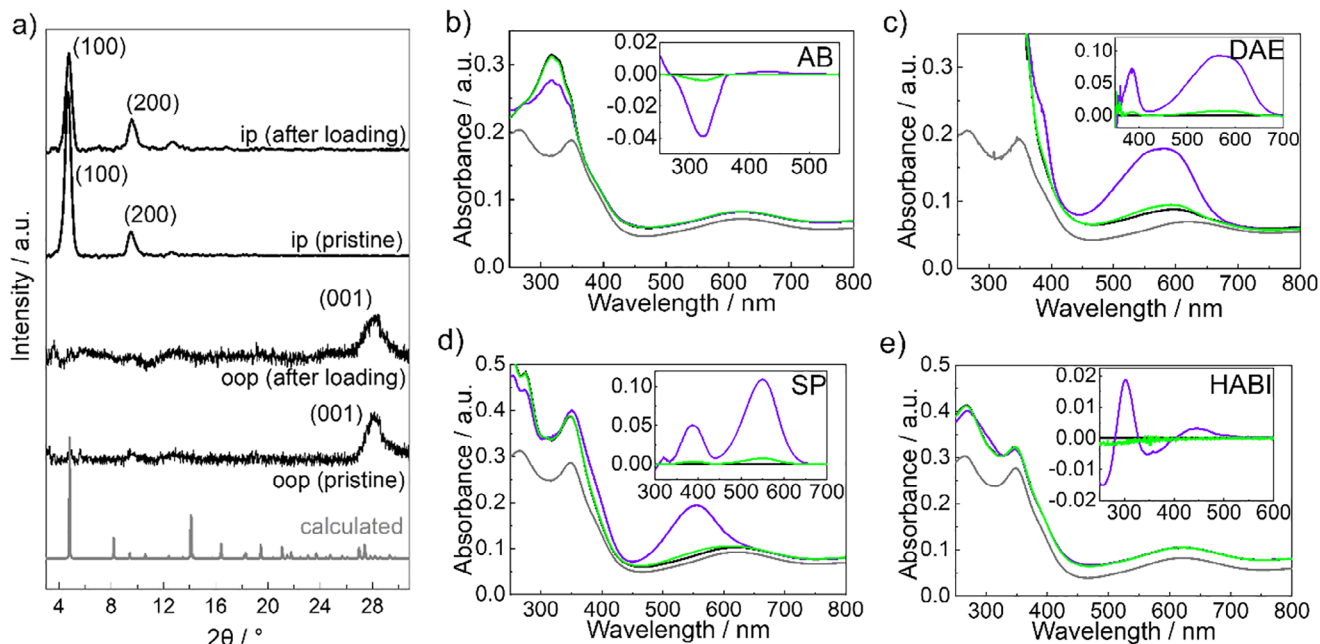 a)
(100)
(200)
ip (after loading)
(100)
(200)
ip (pristine)
(001)
oop (after loading)
(001)
oop (pristine)
calculated
Intensity / a.u.
4 8 12 16 20 24 28
2θ / °
b)
AB
0.02
0.00
-0.02
-0.04
300 400 500
0.3
0.2
0.1
0.0
Absorbance / a.u.
300 400 500 600 700 800
Wavelength / nm
c)
DAE
0.10
0.05
0.00
400 500 600 700
0.3
0.2
0.1
0.0
Absorbance / a.u.
300 400 500 600 700 800
Wavelength / nm
d)
SP
0.10
0.05
0.00
300 400 500 600 700
0.5
0.4
0.3
0.2
0.1
0.0
Absorbance / a.u.
300 400 500 600 700 800
Wavelength / nm
e)
HABI
0.02
0.01
0.00
-0.01
-0.02
300 400 500 600
0.5
0.4
0.3
0.2
0.1
0.0
Absorbance / a.u.
300 400 500 600 700 800
Wavelength / nm